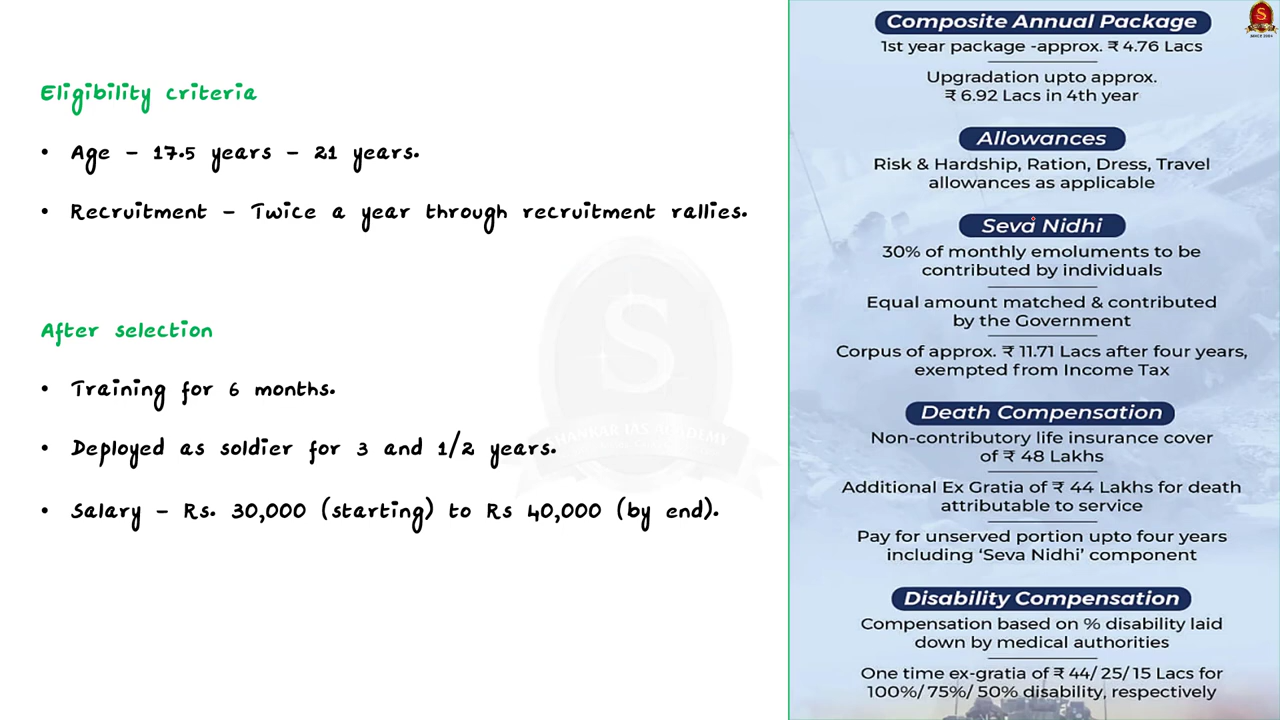 Eligibility criteria
• Age - 17.5 years - 21 years.
• Recruitment - Twice a year through recruitment rallies.
After selection
• Training for 6 months.
• Deployed as soldier for 3 and 1/2 years.
• Salary - Rs. 30,000 (starting) to Rs 40,000 (by end).
S
SHANKAR IAS ACADEMY
Composite Annual Package
1st year package -approx. ₹ 4.76 Lacs
Upgradation upto approx.
₹ 6.92 Lacs in 4th year
Allowances
Risk & Hardship, Ration, Dress, Travel
allowances as applicable
Seva Nidhi
30% of monthly emoluments to be
contributed by individuals
Equal amount matched & contributed
by the Government
Corpus of approx. ₹ 11.71 Lacs after four years,
exempted from Income Tax
Death Compensation
Non-contributory life insurance cover
of ₹ 48 Lakhs
Additional Ex Gratia of ₹ 44 Lakhs for death
attributable to service
Pay for unserved portion upto four years
including ‘Seva Nidhi’ component
Disability Compensation
Compensation based on % disability laid
down by medical authorities
One time ex-gratia of ₹ 44/ 25/ 15 Lacs for
100%/ 75%/ 50% disability, respectively
S